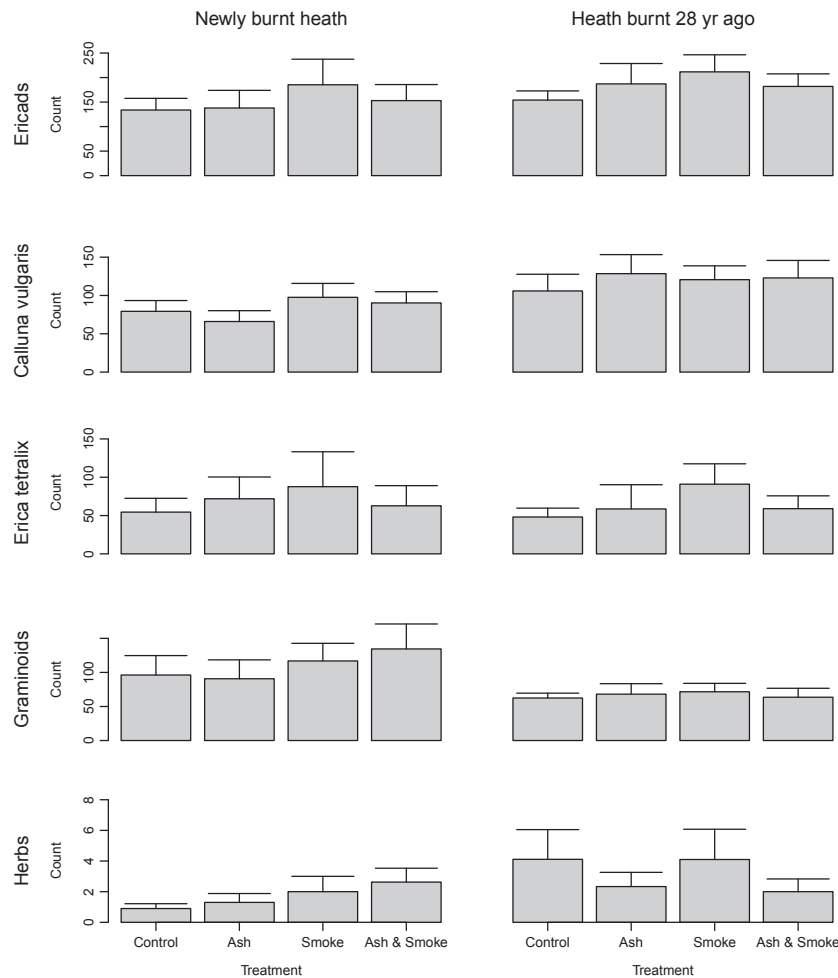 Newly burnt heath
Heath burnt 28 yr ago
Ericads
Count
0
50
150
250
Calluna vulgaris
Count
0
50
100
150
Erica tetralix
Count
0
50
100
150
Graminoids
Count
0
50
100
Herbs
Count
0
2
4
6
8
Control
Ash
Smoke
Ash & Smoke
Treatment
Control
Ash
Smoke
Ash & Smoke
Treatment